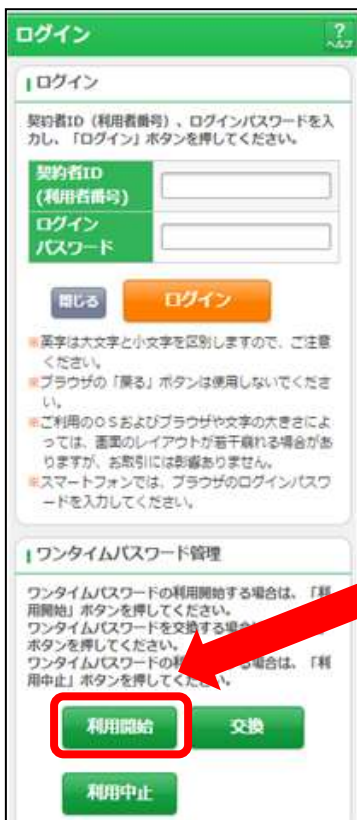 ログイン
?
ヘルプ
ログイン
契約者ID（利用者番号）、ログインパスワードを入
力し、「ログイン」ボタンを押してください。
契約者ID
(利用者番号)
ログイン
パスワード
閉じる
ログイン
※英字は大文字と小文字を区別しますので、ご注意
ください。
※ブラウザの「戻る」ボタンは使用しないでくださ
い。
※ご利用のOSおよびブラウザや文字の大きさによ
っては、画面のレイアウトが若干崩れる場合があ
りますが、お取引には影響ありません。
※スマートフォンでは、ブラウザのログインパスワ
ードを入力してください。
ワンタイムパスワード管理
ワンタイムパスワードの利用開始する場合は、「利
用開始」ボタンを押してください。
ワンタイムパスワードを交換する場合
ボタンを押してください。
ワンタイムパスワードの 場合は、「利
用中止」ボタンを押してください。
利用開始
交換
利用中止